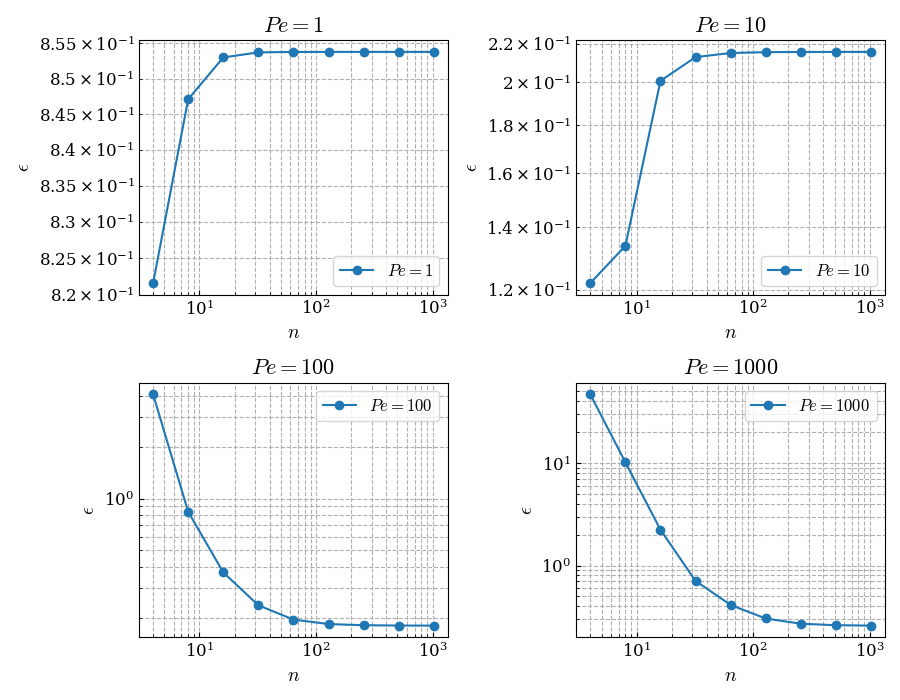 Pe = 1
8.55 × 10⁻¹
8.5 × 10⁻¹
8.45 × 10⁻¹
8.4 × 10⁻¹
8.35 × 10⁻¹
8.3 × 10⁻¹
8.25 × 10⁻¹
8.2 × 10⁻¹
ϵ
Pe = 1
10¹ 10² 10³
n
Pe = 10
2.2 × 10⁻¹
2 × 10⁻¹
1.8 × 10⁻¹
1.6 × 10⁻¹
1.4 × 10⁻¹
1.2 × 10⁻¹
ϵ
Pe = 10
10¹ 10² 10³
n
Pe = 100
Pe = 100
10⁰
ϵ
10¹ 10² 10³
n
Pe = 1000
Pe = 1000
10¹
10⁰
ϵ
10¹ 10² 10³
n